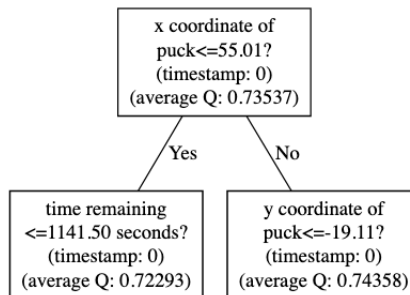 x coordinate of
puck<=55.01?
(timestamp: 0)
(average Q: 0.73537)
Yes
No
time remaining
<=1141.50 seconds?
(timestamp: 0)
(average Q: 0.72293)
y coordinate of
puck<=-19.11?
(timestamp: 0)
(average Q: 0.74358)